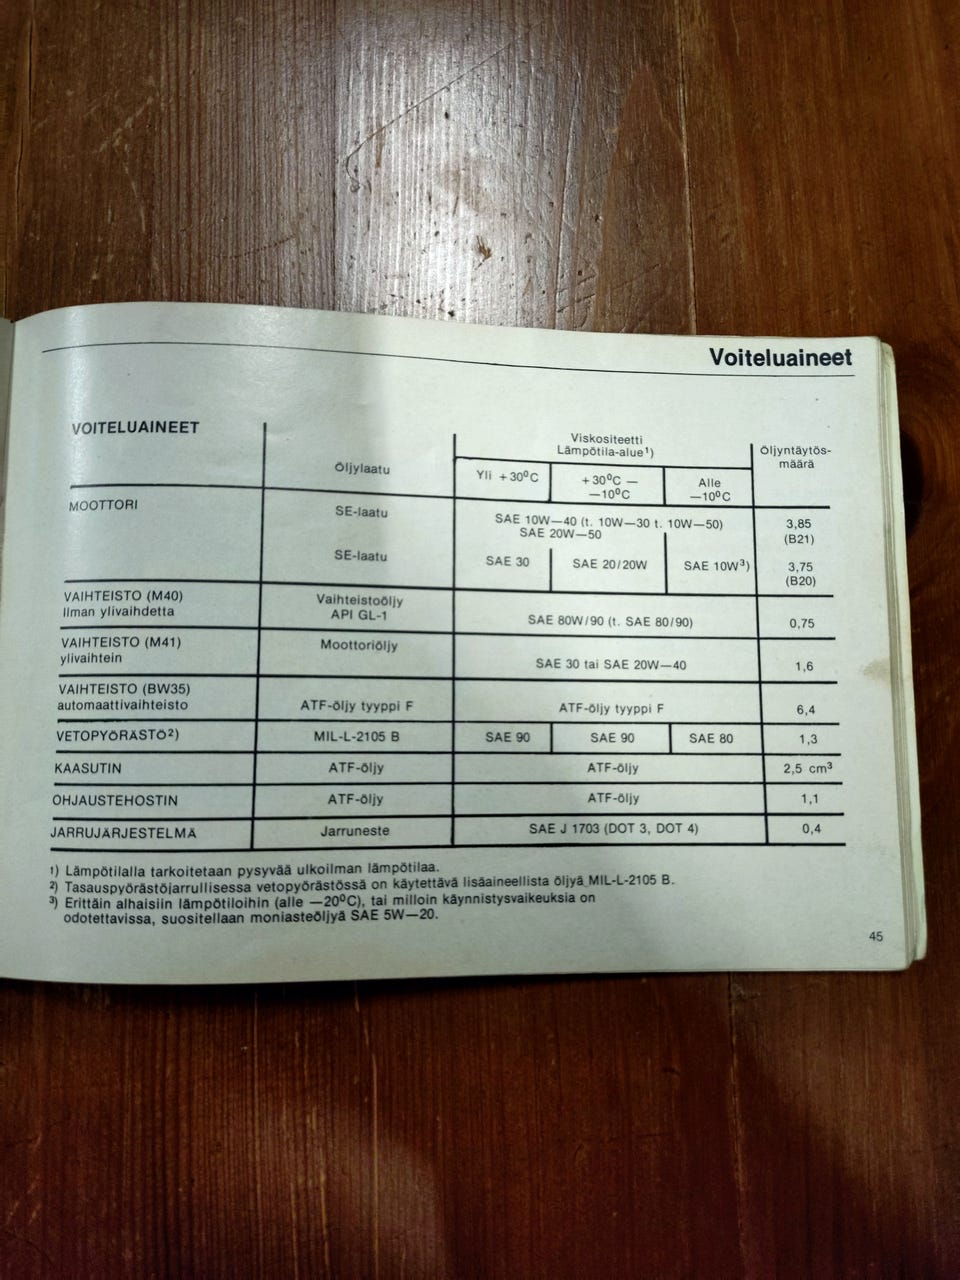 Voiteluaineet
VOITELUAINEET
Öljylaatu
Viskositeetti
Lämpötila-alue¹)
Öljyntäytös-
määrä
Yli +30⁰C
+30⁰C —
—10⁰C
Alle
—10⁰C
MOOTTORI
SE-laatu
SAE 10W—40 (t. 10W—30 t. 10W—50)
SAE 20W—50
3,85
(B21)
SE-laatu
SAE 30
SAE 20/20W
SAE 10W³)
3,75
(B20)
VAIHTEISTO (M40)
Ilman ylivaihdetta
Vaihteistoöljy
API GL-1
SAE 80W/90 (t. SAE 80/90)
0,75
VAIHTEISTO (M41)
ylivaihtein
Moottoriöljy
SAE 30 tai SAE 20W—40
1,6
VAIHTEISTO (BW35)
automaattivaihteisto
ATF-öljy tyyppi F
ATF-öljy tyyppi F
6,4
VETOPYÖRÄSTÖ²)
MIL-L-2105 B
SAE 90
SAE 90
SAE 80
1,3
KAASUTIN
ATF-öljy
ATF-öljy
2,5 cm³
OHJAUSTEHOSTIN
ATF-öljy
ATF-öljy
1,1
JARRUJÄRJESTELMÄ
Jarruneste
SAE J 1703 (DOT 3, DOT 4)
0,4
¹) Lämpötilalla tarkoitetaan pysyvää ulkoilman lämpötilaa.
²) Tasauspyörästöjarrullisessa vetopyörästössä on käytettävä lisäaineellista öljyä MIL-L-2105 B.
³) Erittäin alhaisiin lämpötiloihin (alle —20⁰C), tai milloin käynnistysvaikeuksia on
odotettavissa, suositellaan moniasteöljyä SAE 5W—20.
45